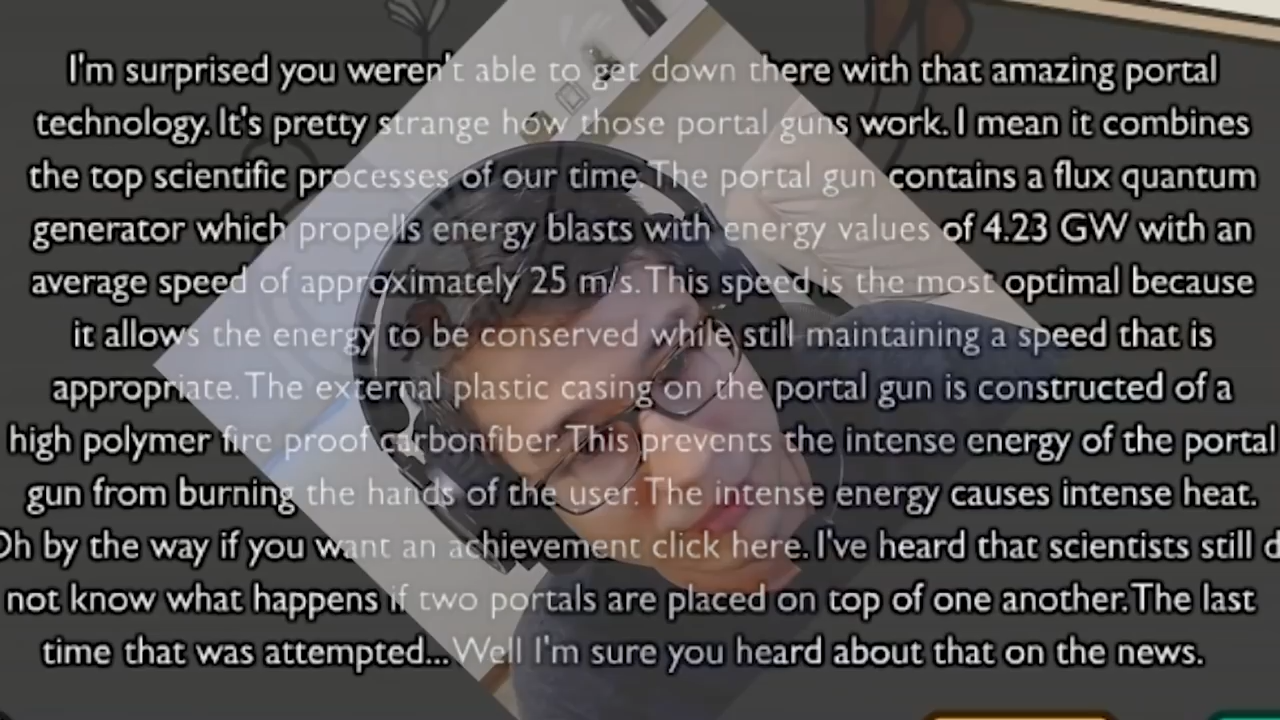 I'm surprised you weren't able to get down there with that amazing portal
technology. It's pretty strange how those portal guns work. I mean it combines
the top scientific processes of our time. The portal gun contains a flux quantum
generator which propells energy blasts with energy values of 4.23 GW with an
average speed of approximately 25 m/s. This speed is the most optimal because
it allows the energy to be conserved while still maintaining a speed that is
appropriate. The external plastic casing on the portal gun is constructed of a
high polymer fire proof carbonfiber. This prevents the intense energy of the portal
gun from burning the hands of the user. The intense energy causes intense heat.
Oh by the way if you want an achievement click here. I've heard that scientists still d
not know what happens if two portals are placed on top of one another. The last
time that was attempted... Well I'm sure you heard about that on the news.